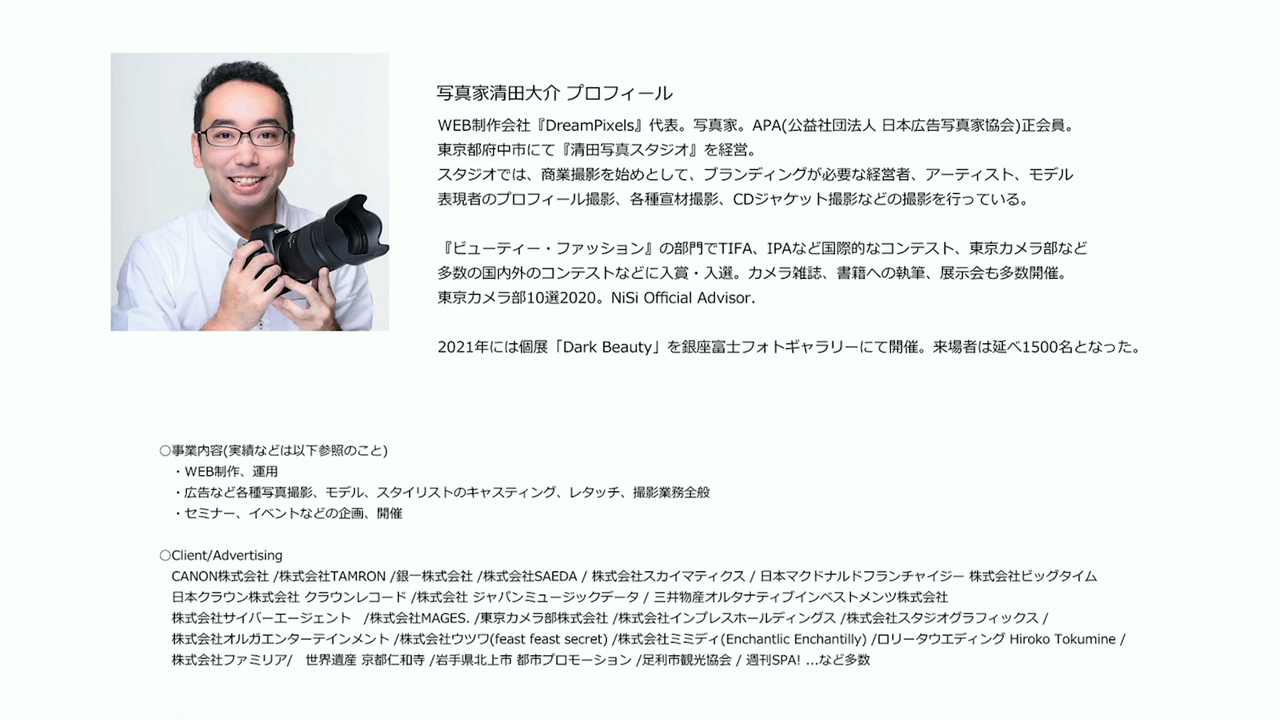 写真家清田大介 プロフィール
WEB制作会社『DreamPixels』代表。写真家。APA(公益社団法人 日本広告写真家協会)正会員。
東京都府中市にて『清田写真スタジオ』を経営。
スタジオでは、商業撮影を始めとして、ブランディングが必要な経営者、アーティスト、モデル
表現者のプロフィール撮影、各種宣材撮影、CDジャケット撮影などの撮影を行っている。
『ビューティー・ファッション』の部門でTIFA、IPAなど国際的なコンテスト、東京カメラ部など
多数の国内外のコンテストなどに入賞・入選。カメラ雑誌、書籍への執筆、展示会も多数開催。
東京カメラ部10選2020。NiSi Official Advisor.
2021年には個展「Dark Beauty」を銀座富士フォトギャラリーにて開催。来場者は延べ1500名となった。
○事業内容(実績などは以下参照のこと)
・WEB制作、運用
・広告など各種写真撮影、モデル、スタイリストのキャスティング、レタッチ、撮影業務全般
・セミナー、イベントなどの企画、開催
○Client/Advertising
CANON株式会社 /株式会社TAMRON /銀一株式会社 /株式会社SAEDA / 株式会社スカイマティクス / 日本マクドナルドフランチャイジー 株式会社ビッグタイム
日本クラウン株式会社 クラウンレコード /株式会社 ジャパンミュージックデータ / 三井物産オルタナティブインベストメンツ株式会社
株式会社サイバーエージェント　/株式会社MAGES. /東京カメラ部株式会社 /株式会社インプレスホールディングス /株式会社スタジオグラフィックス /
株式会社オルガエンターテインメント /株式会社ウツワ(feast feast secret) /株式会社ミミディ(Enchantlic Enchantilly) /ロリータウエディング Hiroko Tokumine /
株式会社ファミリア/　世界遺産 京都仁和寺 /岩手県北上市 都市プロモーション /足利市観光協会 / 週刊SPA! …など多数